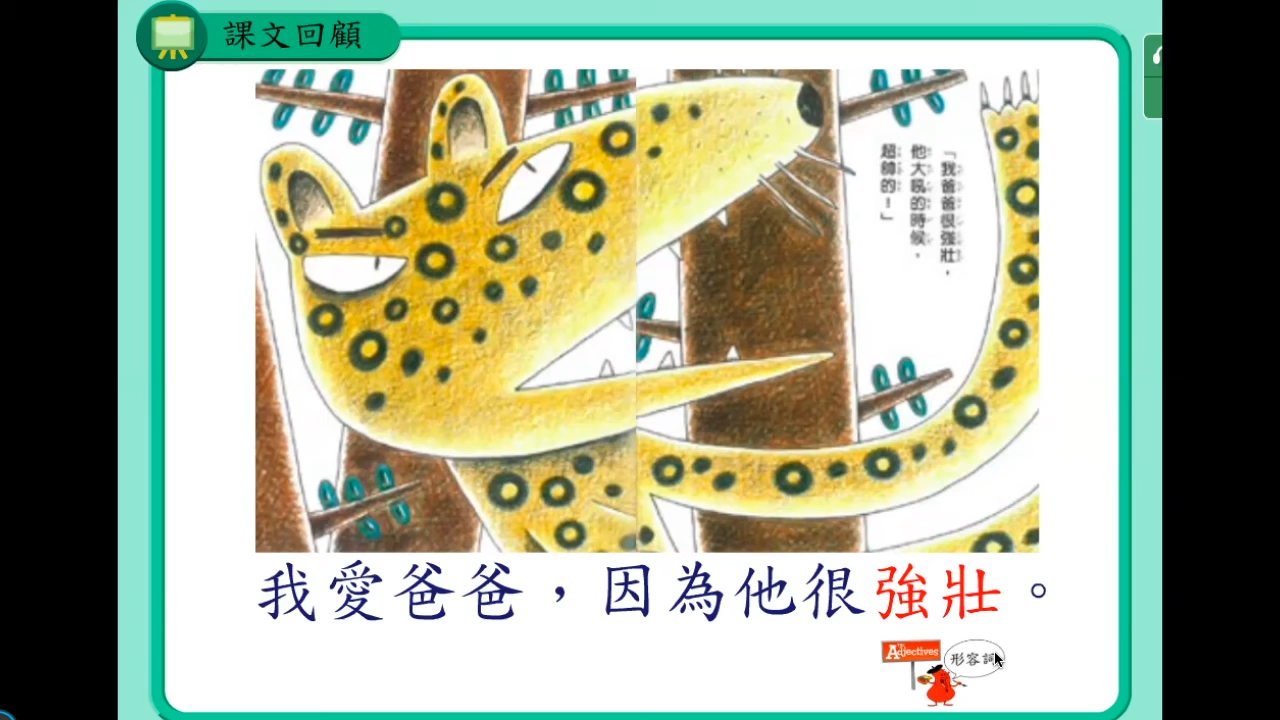 課文回顧
「我爸爸很強壯，
他大吼的時候，
超帥的！」
我愛爸爸，因為他很強壯。
Adjectives
形容詞